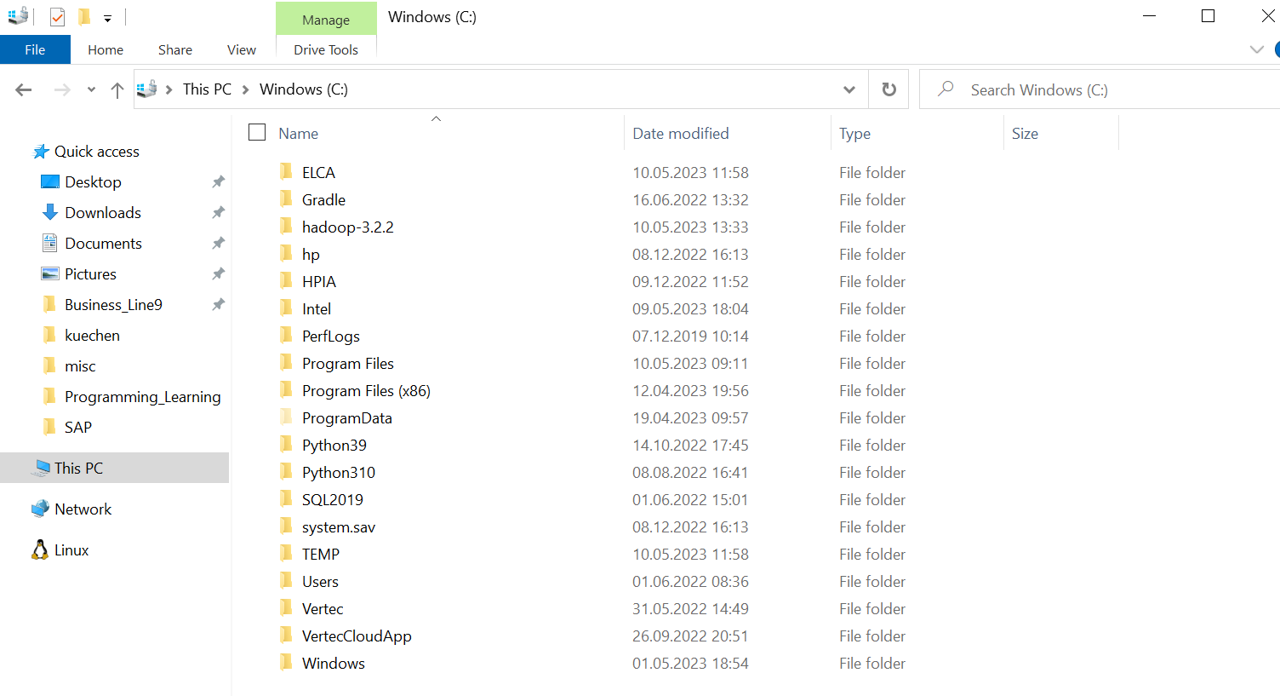 Manage Windows (C:)
File Home Share View Drive Tools
This PC Windows (C:) Search Windows (C:)
Name Date modified Type Size
Quick access
Desktop
Downloads
Documents
Pictures
Business_Line9
kuechen
misc
Programming_Learning
SAP
This PC
Network
Linux
ELCA 10.05.2023 11:58 File folder
Gradle 16.06.2022 13:32 File folder
hadoop-3.2.2 10.05.2023 13:33 File folder
hp 08.12.2022 16:13 File folder
HPIA 09.12.2022 11:52 File folder
Intel 09.05.2023 18:04 File folder
PerfLogs 07.12.2019 10:14 File folder
Program Files 10.05.2023 09:11 File folder
Program Files (x86) 12.04.2023 19:56 File folder
ProgramData 19.04.2023 09:57 File folder
Python39 14.10.2022 17:45 File folder
Python310 08.08.2022 16:41 File folder
SQL2019 01.06.2022 15:01 File folder
system.sav 08.12.2022 16:13 File folder
TEMP 10.05.2023 11:58 File folder
Users 01.06.2022 08:36 File folder
Vertec 31.05.2022 14:49 File folder
VertecCloudApp 26.09.2022 20:51 File folder
Windows 01.05.2023 18:54 File folder